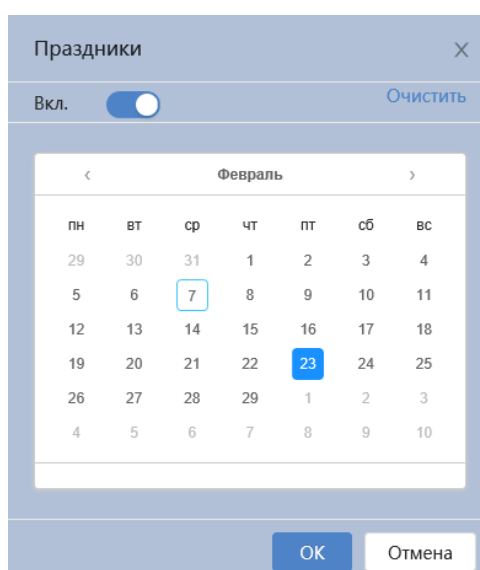 Праздники
Вкл. Очистить
Февраль
пн вт ср чт пт сб вс
29 30 31 1 2 3 4
5 6 7 8 9 10 11
12 13 14 15 16 17 18
19 20 21 22 23 24 25
26 27 28 29 1 2 3
4 5 6 7 8 9 10
OK Отмена